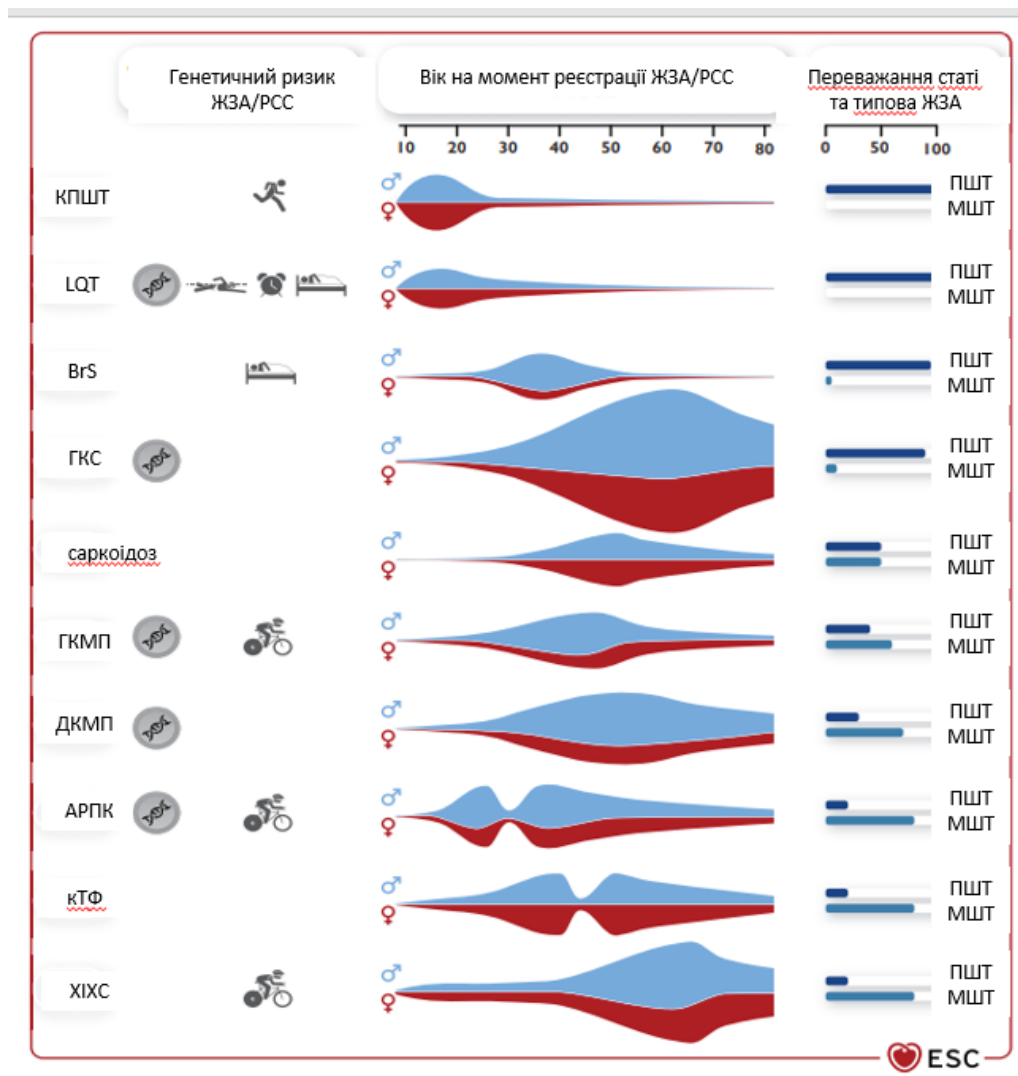 Генетичний ризик
ЖЗА/РСС
Вік на момент реєстрації ЖЗА/РСС
Переважання статі
та типова ЖЗА
10 20 30 40 50 60 70 80
0 50 100
КПШТ
♂
♀
ПШТ
МШТ
LQT
♂
♀
ПШТ
МШТ
BrS
♂
♀
ПШТ
МШТ
ГКС
♂
♀
ПШТ
МШТ
саркоідоз
♂
♀
ПШТ
МШТ
ГКМП
♂
♀
ПШТ
МШТ
ДКМП
♂
♀
ПШТ
МШТ
АРПК
♂
♀
ПШТ
МШТ
кТФ
♂
♀
ПШТ
МШТ
ХІХС
♂
♀
ПШТ
МШТ
ESC